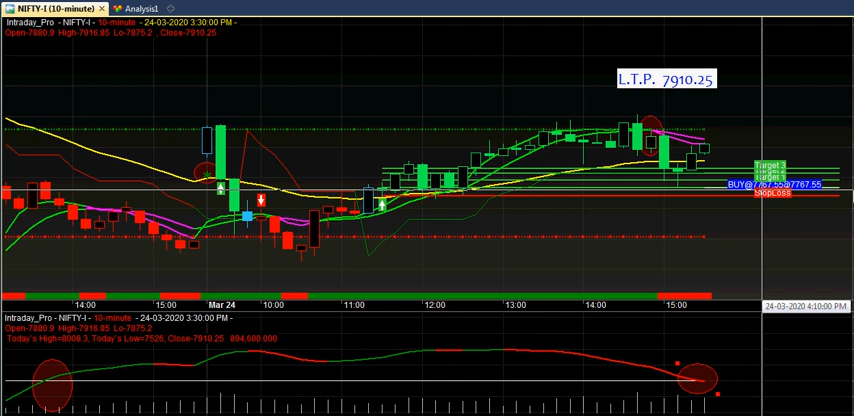 NIFTY-I (10-minute)
Analysis1
Intraday_Pro - NIFTY-I - 10-minute - 24-03-2020 3:30:00 PM -
Open-7880.9 High-7916.85 Lo-7875.2 , Close-7910.25
L.T.P. 7910.25
Target 3
Target 1
BUY@7767.55@7767.55
StopLoss
14:00 15:00 Mar 24 10:00 11:00 12:00 13:00 14:00 15:00 24-03-2020 4:10:00 PM
Intraday_Pro - NIFTY-I - 10-minute - 24-03-2020 3:30:00 PM -
Open-7880.9 High-7916.85 Lo-7875.2
Today's High=8008.3, Today's Low=7526, Close-7910.25 894,600.000